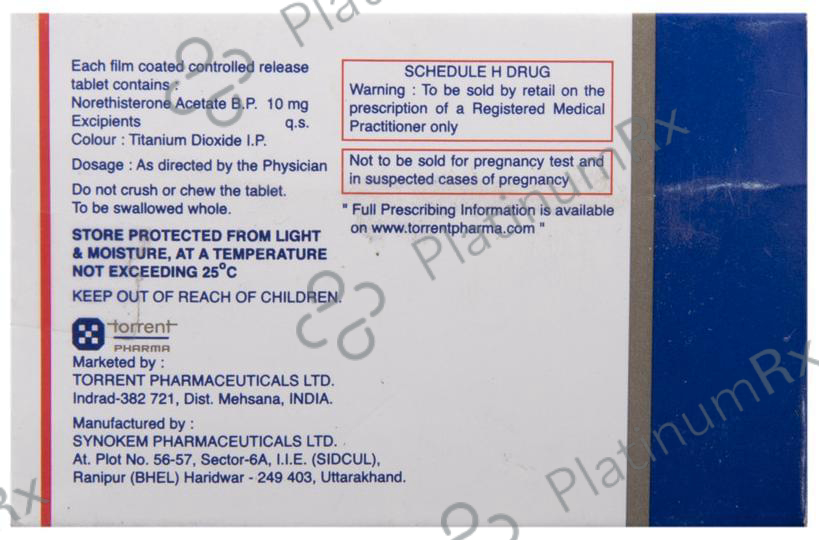 Each film coated controlled release
tablet contains :
Norethisterone Acetate B.P. 10 mg
Excipients q.s.
Colour : Titanium Dioxide I.P.
Dosage : As directed by the Physician
Do not crush or chew the tablet.
To be swallowed whole.
STORE PROTECTED FROM LIGHT
& MOISTURE, AT A TEMPERATURE
NOT EXCEEDING 25°C
KEEP OUT OF REACH OF CHILDREN.
torrent
PHARMA
Marketed by :
TORRENT PHARMACEUTICALS LTD.
Indrad-382 721, Dist. Mehsana, INDIA.
Manufactured by :
SYNOKEM PHARMACEUTICALS LTD.
At. Plot No. 56-57, Sector-6A, I.I.E. (SIDCUL),
Ranipur (BHEL) Haridwar - 249 403, Uttarakhand.
SCHEDULE H DRUG
Warning : To be sold by retail on the
prescription of a Registered Medical
Practitioner only
Not to be sold for pregnancy test and
in suspected cases of pregnancy
" Full Prescribing Information is available
on www.torrentpharma.com "
Platinum
PlatinumRx
PlatinumRx
Rx